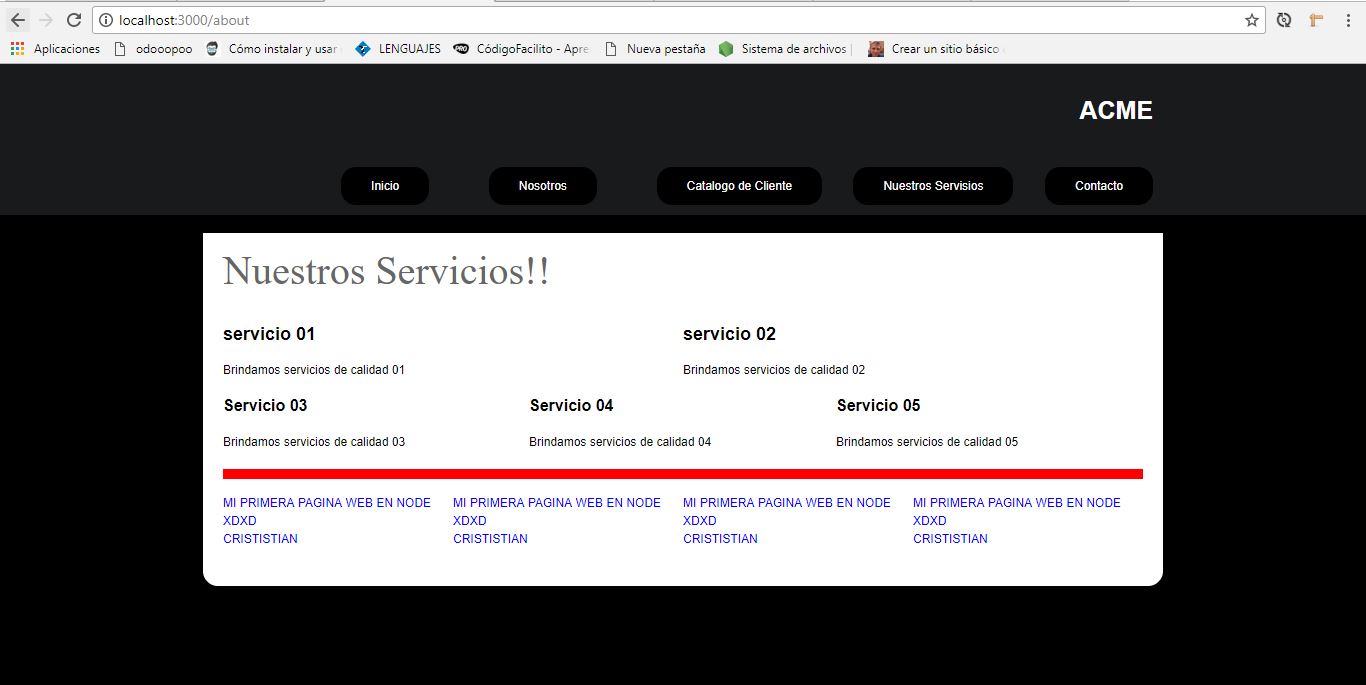 localhost:3000/about
Aplicaciones odooopoo Cómo instalar y usar LENGUAJES CódigoFacilito - Apre Nueva pestaña Sistema de archivos Crear un sitio básico
ACME
Inicio Nosotros Catalogo de Cliente Nuestros Servisios Contacto
Nuestros Servicios!!
servicio 01 servicio 02
Brindamos servicios de calidad 01 Brindamos servicios de calidad 02
Servicio 03 Servicio 04 Servicio 05
Brindamos servicios de calidad 03 Brindamos servicios de calidad 04 Brindamos servicios de calidad 05
MI PRIMERA PAGINA WEB EN NODE MI PRIMERA PAGINA WEB EN NODE MI PRIMERA PAGINA WEB EN NODE MI PRIMERA PAGINA WEB EN NODE
XDXD XDXD XDXD XDXD
CRISTISTIAN CRISTISTIAN CRISTISTIAN CRISTISTIAN